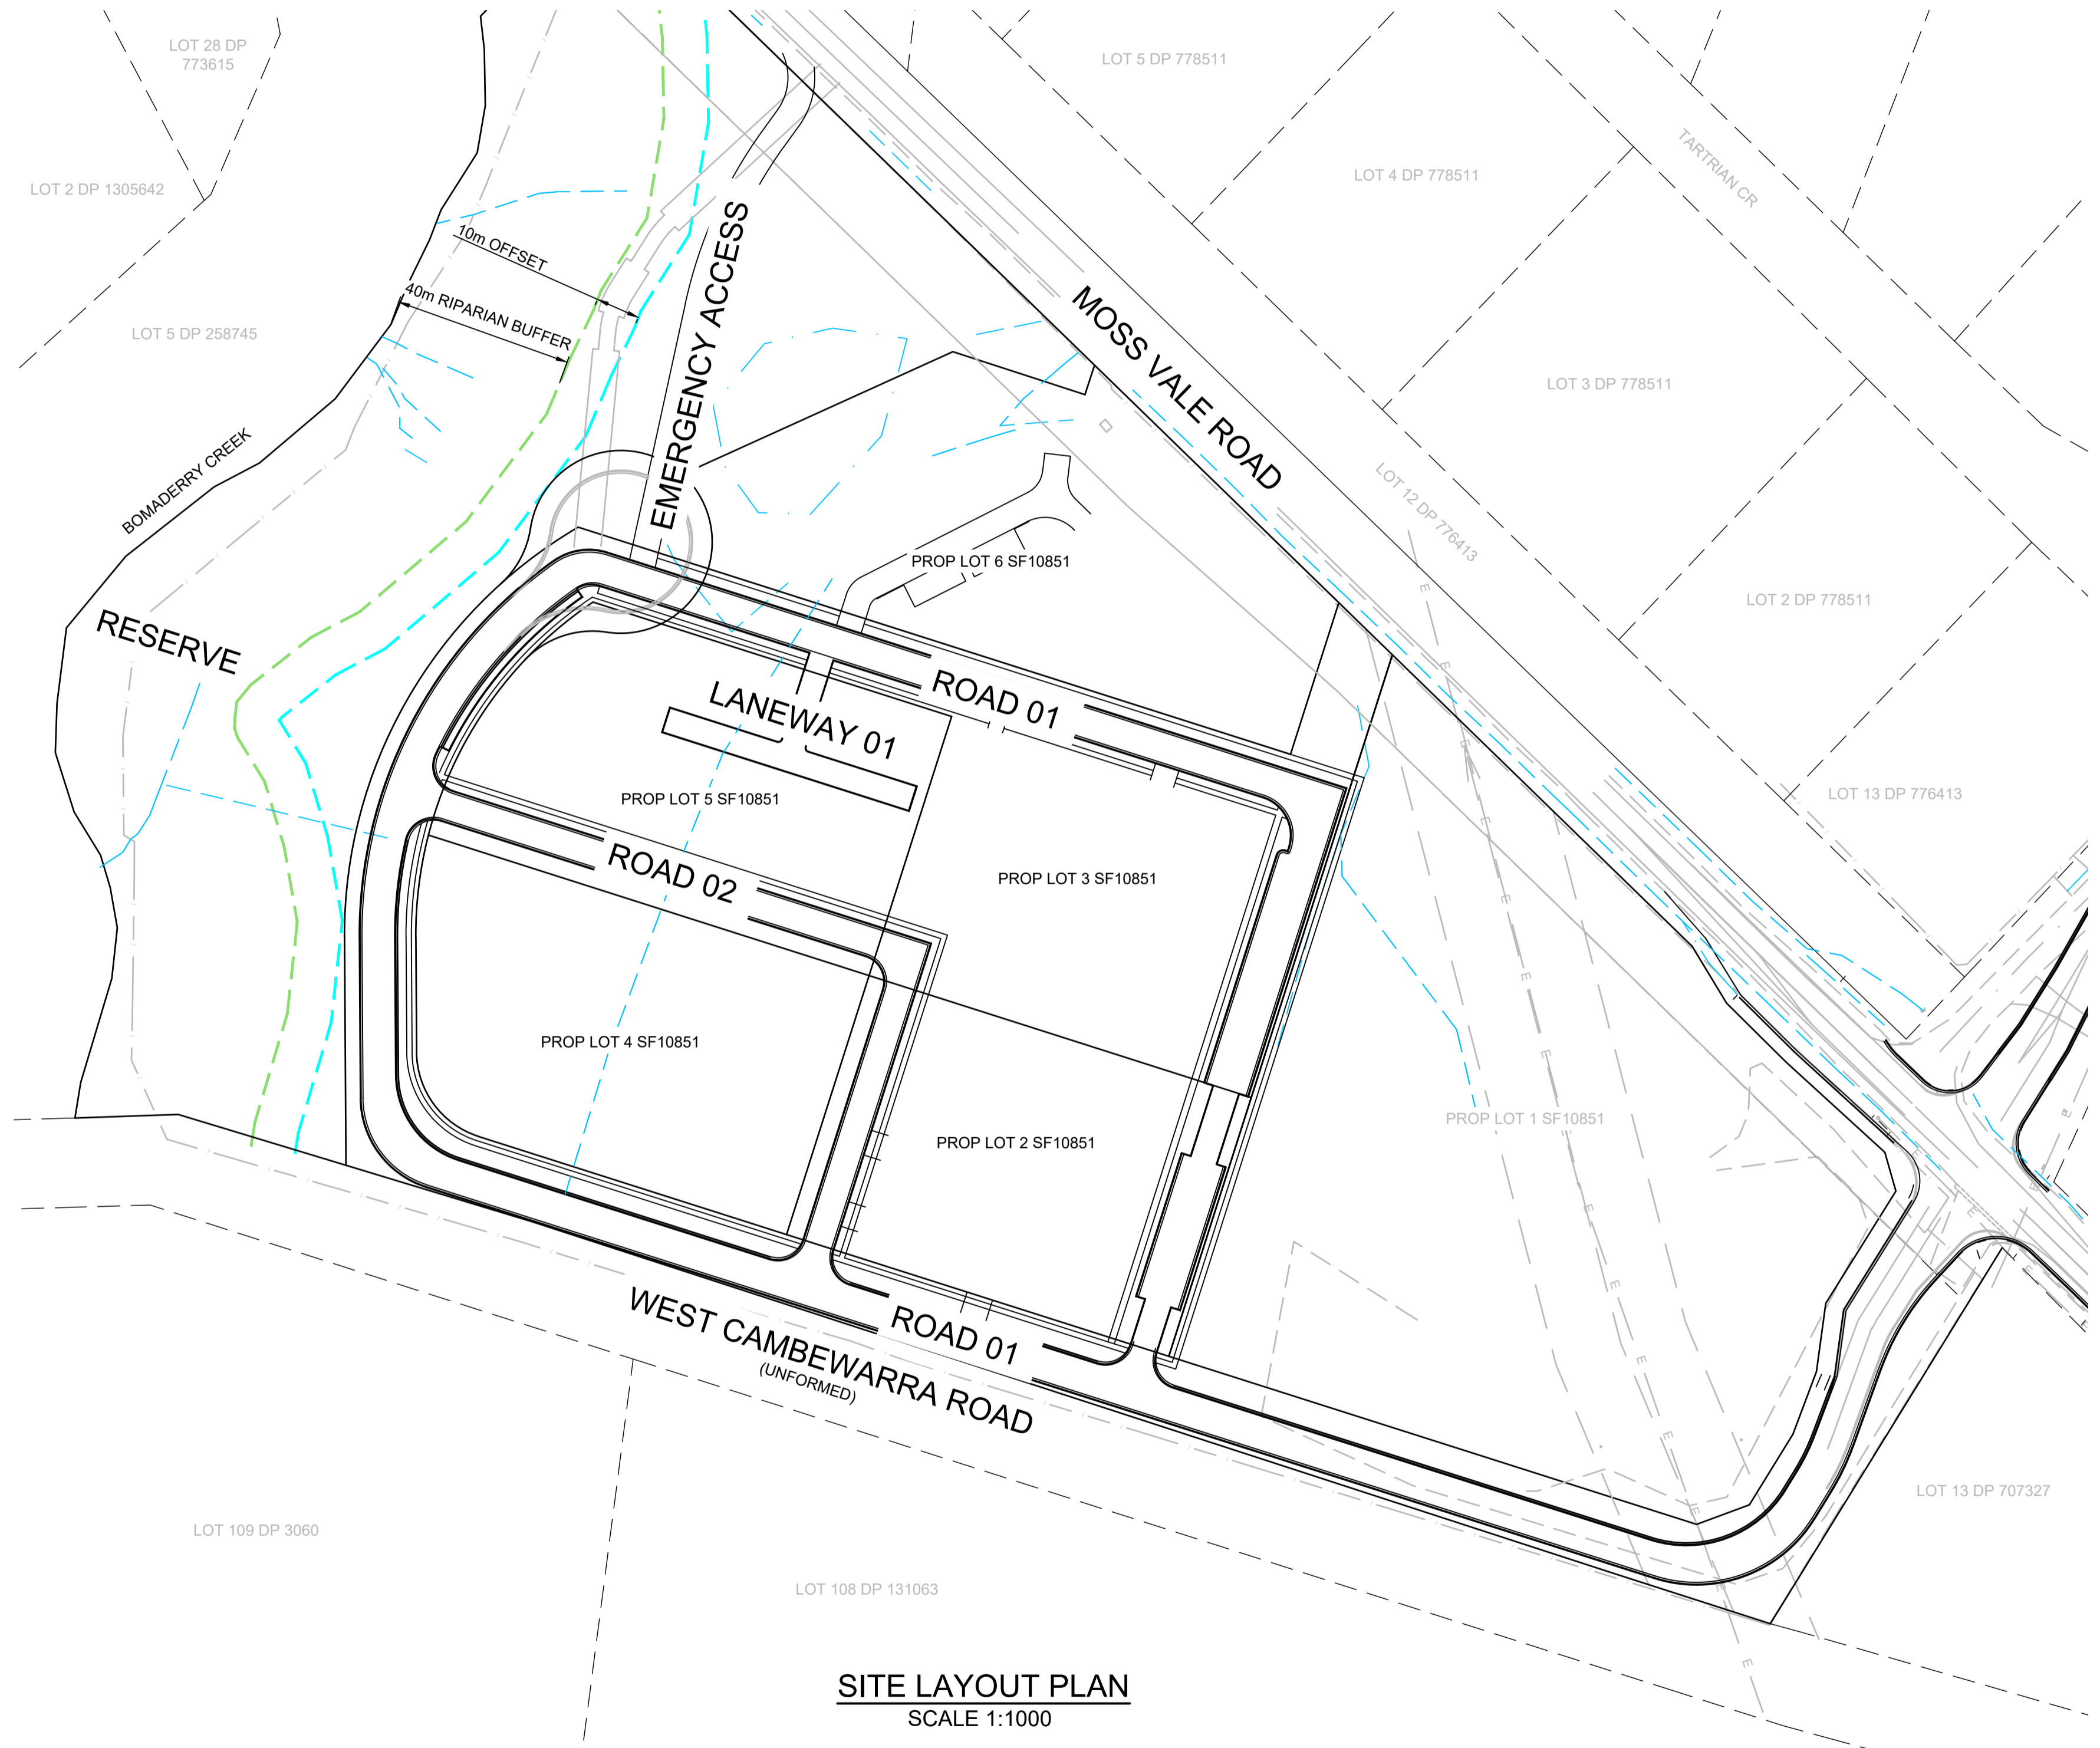 LOT 28 DP
773615
LOT 5 DP 778511
TARTRIAN CR
LOT 4 DP 778511
LOT 2 DP 1305642
10m OFFSET
40m RIPARIAN BUFFER
LOT 5 DP 258745
EMERGENCY ACCESS
MOSS VALE ROAD
LOT 3 DP 778511
BOMADERRY CREEK
LOT 12 DP 776413
PROP LOT 6 SF10851
LOT 2 DP 778511
RESERVE
ROAD 01
LANEWAY 01
LOT 13 DP 776413
PROP LOT 5 SF10851
ROAD 02
PROP LOT 3 SF10851
PROP LOT 4 SF10851
PROP LOT 2 SF10851
PROP LOT 1 SF10851
ROAD 01
WEST CAMBEWARRA ROAD
(UNFORMED)
LOT 13 DP 707327
LOT 109 DP 3060
LOT 108 DP 131063
E
E
E
E
E
E
E
E
E
E
E
E
E
SITE LAYOUT PLAN
SCALE 1:1000